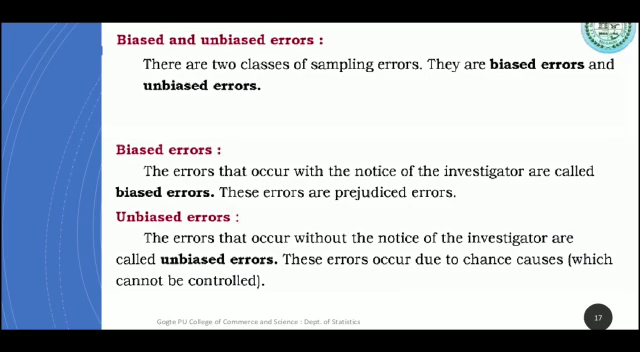 Biased and unbiased errors :
There are two classes of sampling errors. They are biased errors and
unbiased errors.
Biased errors :
The errors that occur with the notice of the investigator are called
biased errors. These errors are prejudiced errors.
Unbiased errors :
The errors that occur without the notice of the investigator are
called unbiased errors. These errors occur due to chance causes (which
cannot be controlled).
Gogte PU College of Commerce and Science : Dept. of Statistics
17